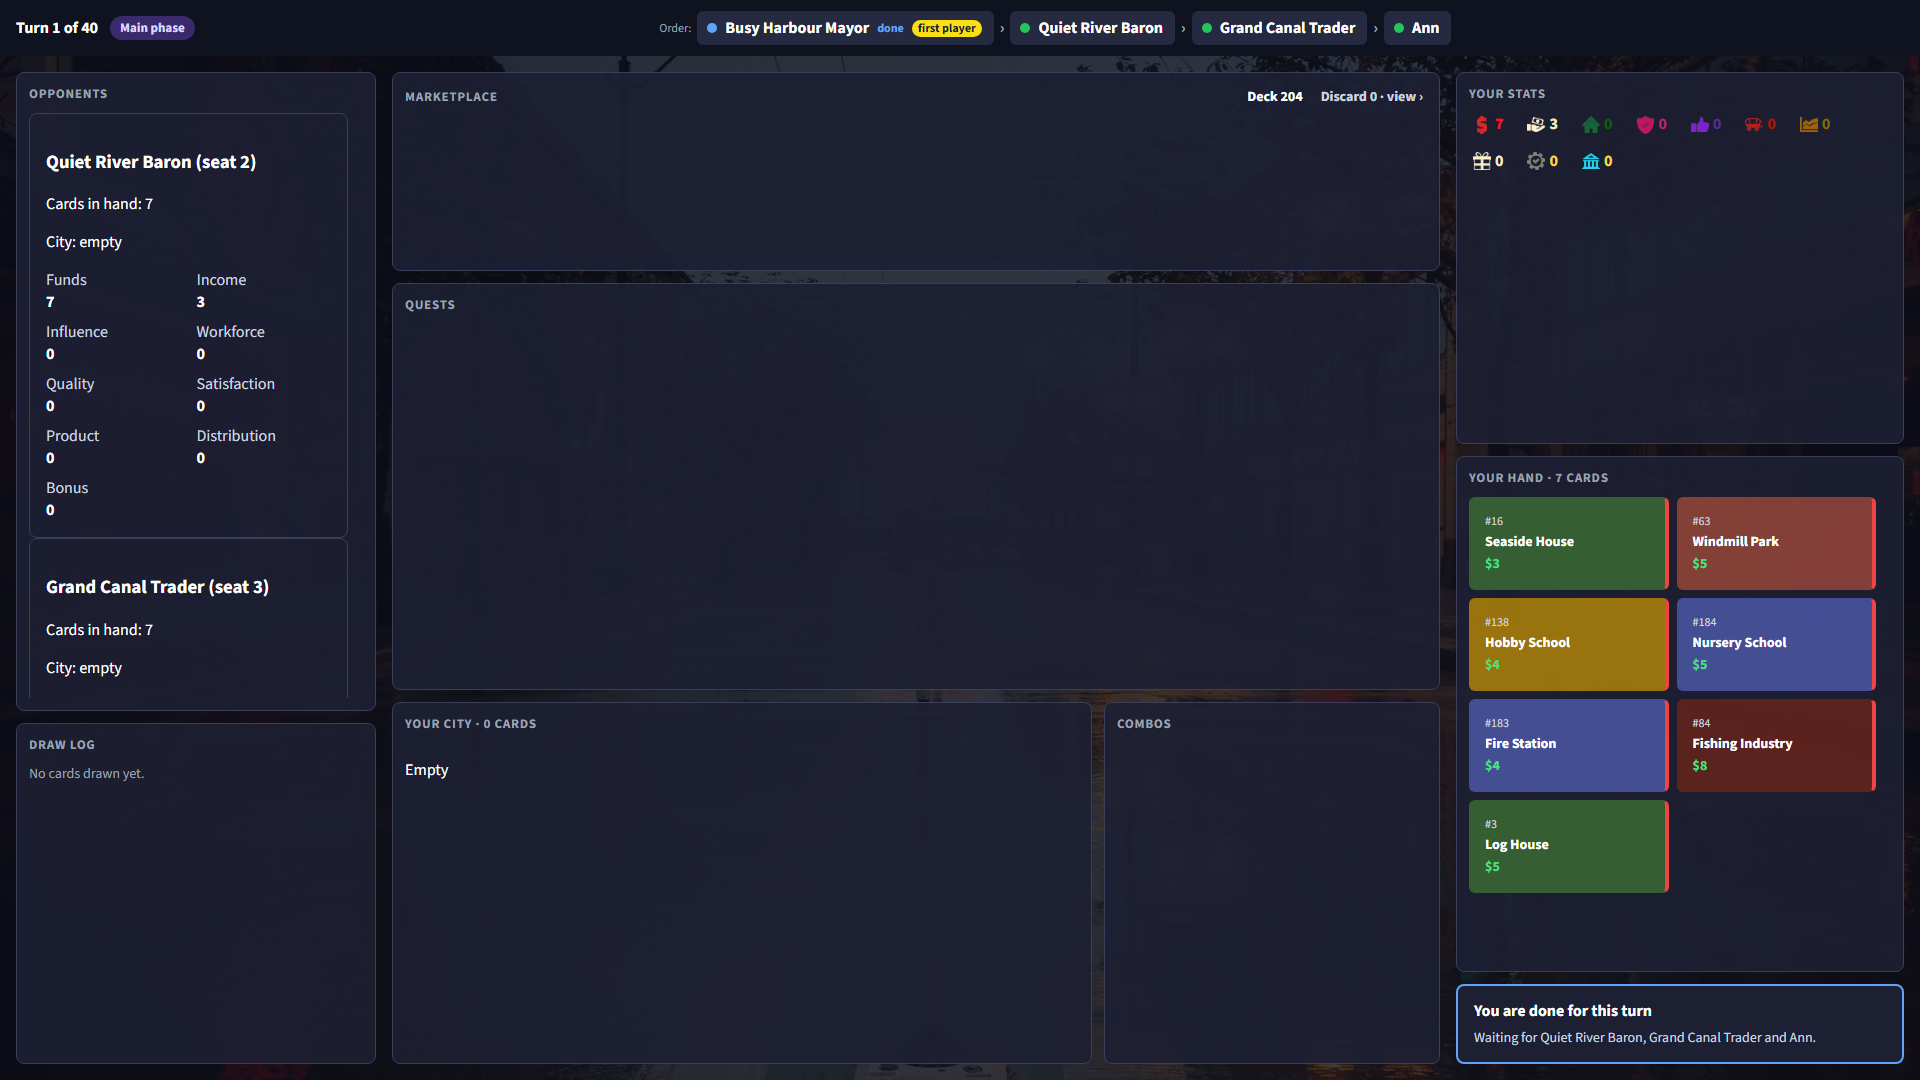 Turn 1 of 40 Main phase
Order: Busy Harbour Mayor done first player › Quiet River Baron › Grand Canal Trader › Ann
OPPONENTS
Quiet River Baron (seat 2)
Cards in hand: 7
City: empty
Funds Income
7 3
Influence Workforce
0 0
Quality Satisfaction
0 0
Product Distribution
0 0
Bonus
0
Grand Canal Trader (seat 3)
Cards in hand: 7
City: empty
DRAW LOG
No cards drawn yet.
MARKETPLACE Deck 204 Discard 0 · view ›
QUESTS
YOUR CITY · 0 CARDS
Empty
COMBOS
YOUR STATS
7 3 0 0 0 0 0
0 0 0
YOUR HAND · 7 CARDS
#16
Seaside House
$3
#63
Windmill Park
$5
#138
Hobby School
$4
#184
Nursery School
$5
#183
Fire Station
$4
#84
Fishing Industry
$8
#3
Log House
$5
You are done for this turn
Waiting for Quiet River Baron, Grand Canal Trader and Ann.